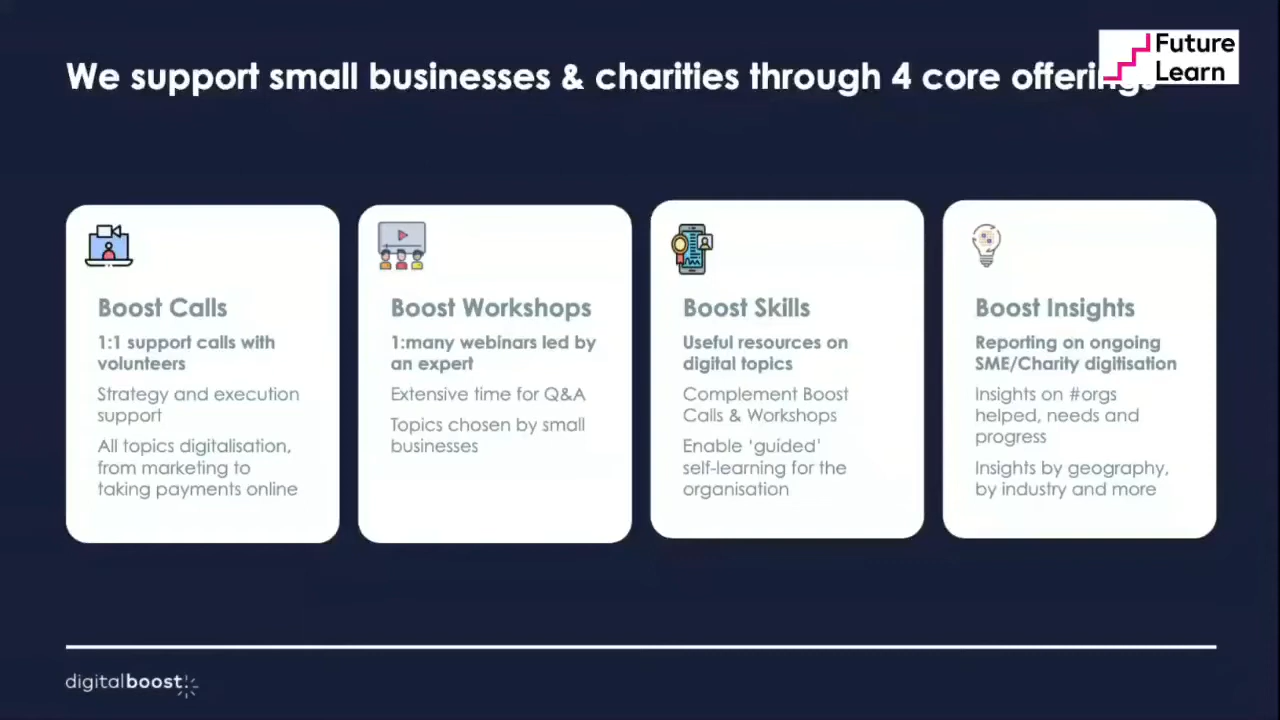 We support small businesses & charities through 4 core offerings
Future
Learn
Boost Calls
1:1 support calls with
volunteers
Strategy and execution
support
All topics digitalisation,
from marketing to
taking payments online
Boost Workshops
1:many webinars led by
an expert
Extensive time for Q&A
Topics chosen by small
businesses
Boost Skills
Useful resources on
digital topics
Complement Boost
Calls & Workshops
Enable ‘guided’
self-learning for the
organisation
Boost Insights
Reporting on ongoing
SME/Charity digitisation
Insights on #orgs
helped, needs and
progress
Insights by geography,
by industry and more
digitalboost